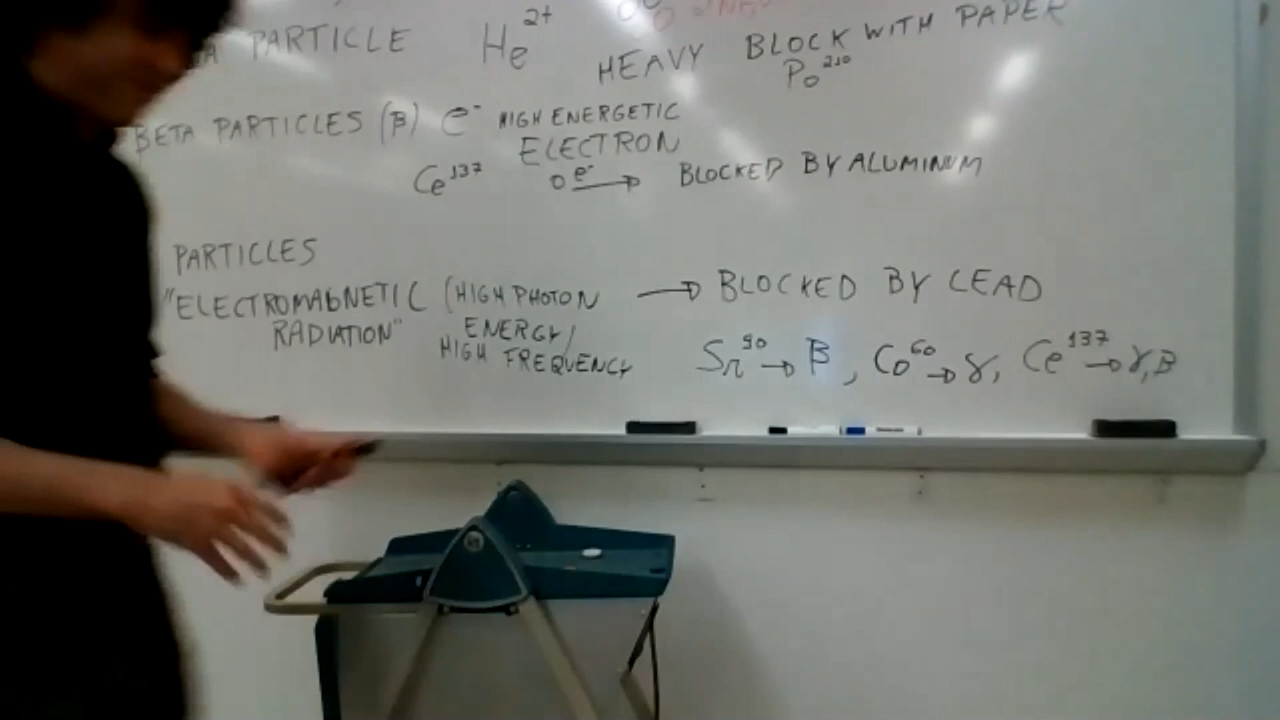 PARTICLE He²⁺
HEAVY BLOCK WITH PAPER
Po²¹⁰
BETA PARTICLES (β) e⁻ HIGH ENERGETIC
ELECTRON
Ce¹³⁷ e⁻ → BLOCKED BY ALUMINUM
PARTICLES
"ELECTROMAGNETIC (HIGH PHOTON → BLOCKED BY LEAD
RADIATION" ENERGY/
HIGH FREQUENCY
Sr⁹⁰ → β, Co⁶⁰ → γ, Ce¹³⁷ → γ, β